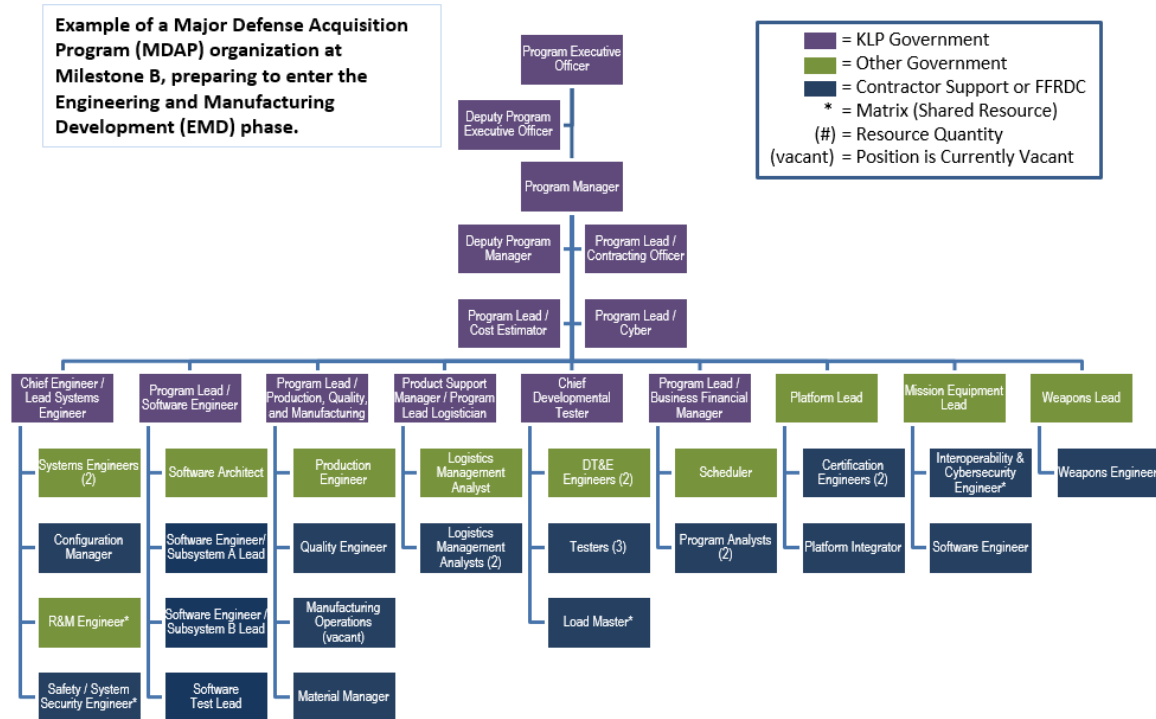 Example of a Major Defense Acquisition
Program (MDAP) organization at
Milestone B, preparing to enter the
Engineering and Manufacturing
Development (EMD) phase.
= KLP Government
= Other Government
= Contractor Support or FFRDC
* = Matrix (Shared Resource)
(#) = Resource Quantity
(vacant) = Position is Currently Vacant
Program Executive
Officer
Deputy Program
Executive Officer
Program Manager
Deputy Program
Manager
Program Lead /
Contracting Officer
Program Lead /
Cost Estimator
Program Lead /
Cyber
Chief Engineer /
Lead Systems
Engineer
Program Lead /
Software Engineer
Program Lead /
Production, Quality,
and Manufacturing
Product Support
Manager / Program
Lead Logistician
Chief
Developmental
Tester
Program Lead /
Business Financial
Manager
Platform Lead
Mission Equipment
Lead
Weapons Lead
Systems Engineers
(2)
Software Architect
Production
Engineer
Logistics
Management
Analyst
DT&E
Engineers (2)
Scheduler
Certification
Engineers (2)
Interoperability &
Cybersecurity
Engineer*
Weapons Engineer
Configuration
Manager
Software Engineer/
Subsystem A Lead
Quality Engineer
Logistics
Management
Analysts (2)
Testers (3)
Program Analysts
(2)
Platform Integrator
Software Engineer
R&M Engineer*
Software Engineer /
Subsystem B Lead
Manufacturing
Operations
(vacant)
Load Master*
Safety / System
Security Engineer*
Software
Test Lead
Material Manager